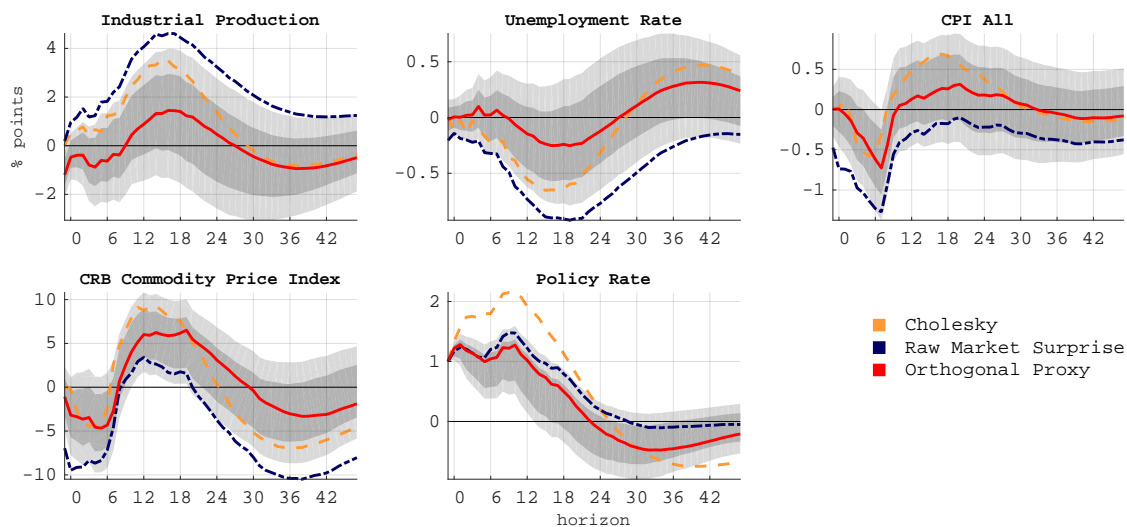 Industrial Production
Unemployment Rate
CPI All
% points
4
2
0
-2
0 6 12 18 24 30 36 42
0.5
0
-0.5
0 6 12 18 24 30 36 42
0.5
0
-0.5
-1
0 6 12 18 24 30 36 42
CRB Commodity Price Index
Policy Rate
10
5
0
-5
-10
0 6 12 18 24 30 36 42
2
1
0
0 6 12 18 24 30 36 42
horizon
Cholesky
Raw Market Surprise
Orthogonal Proxy